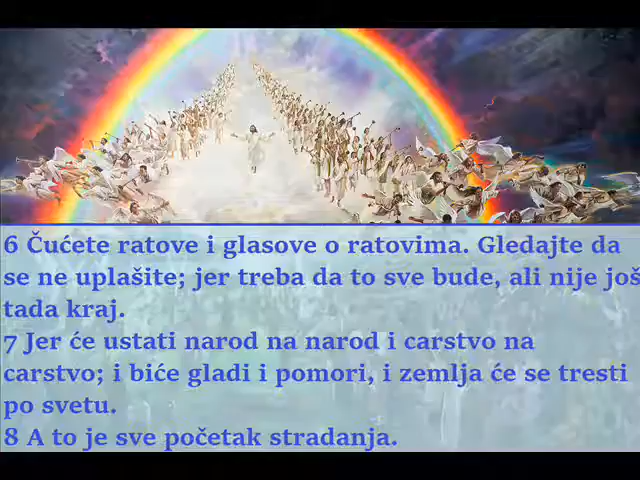 6 Čućete ratove i glasove o ratovima. Gledajte da
se ne uplašite; jer treba da to sve bude, ali nije još
tada kraj.
7 Jer će ustati narod na narod i carstvo na
carstvo; i biće gladi i pomori, i zemlja će se tresti
po svetu.
8 A to je sve početak stradanja.